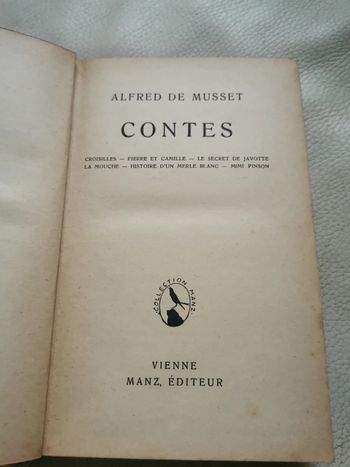 ALFRED DE MUSSET
CONTES
CROISILLES — PIERRE ET CAMILLE — LE SECRET DE JAVOTTE
LA MOUCHE — HISTOIRE D'UN MERLE BLANC — MIMI PINSON
COLLECTION MANZ
VIENNE
MANZ, ÉDITEUR